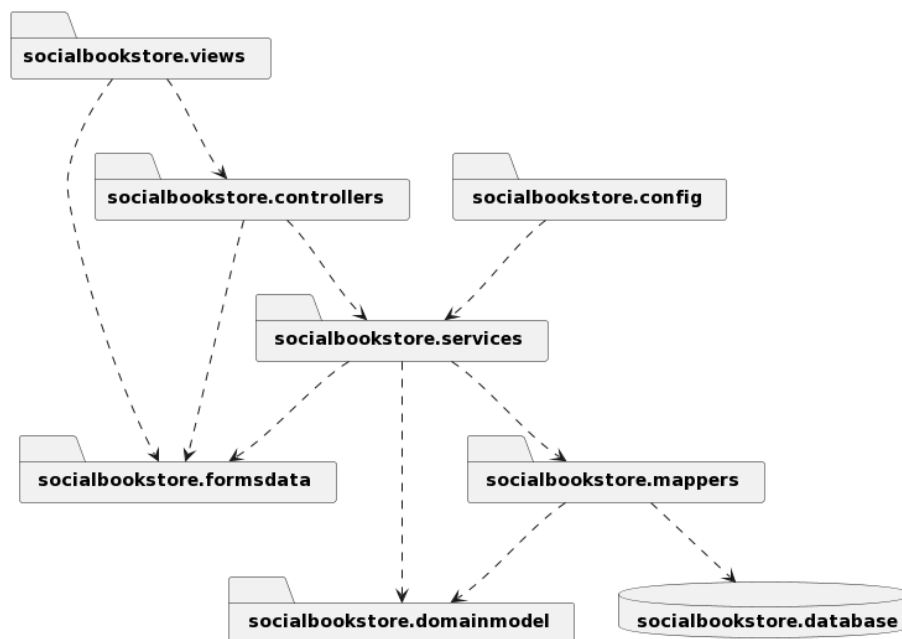 socialbookstore.views
socialbookstore.controllers
socialbookstore.config
socialbookstore.services
socialbookstore.formsdata
socialbookstore.mappers
socialbookstore.domainmodel
socialbookstore.database